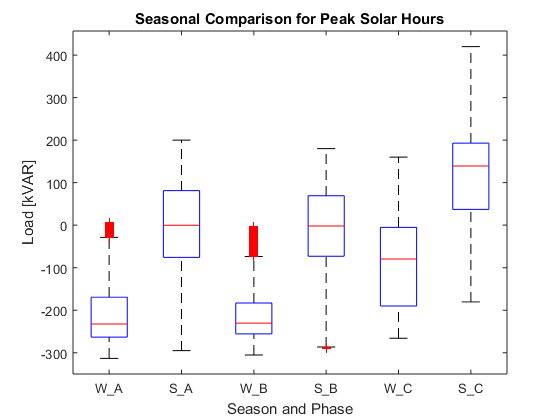 Seasonal Comparison for Peak Solar Hours
400
300
200
100
0
-100
-200
-300
Load [kVAR]
W_A S_A W_B S_B W_C S_C
Season and Phase